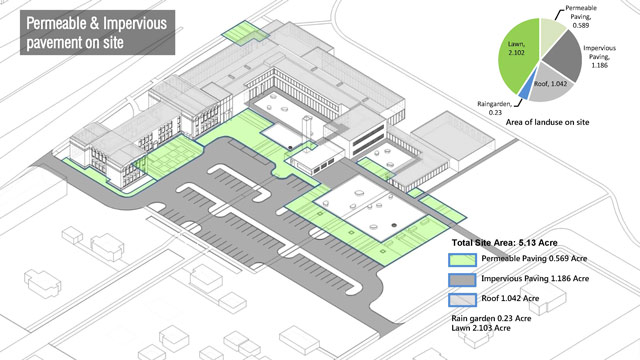 Permeable & Impervious
pavement on site
Permeable
Paving,
0.589
Lawn,
2.102
Impervious
Paving,
1.186
Roof, 1.042
Raingarden,
0.23
Area of landuse on site
Total Site Area: 5.13 Acre
Permeable Paving 0.569 Acre
Impervious Paving 1.186 Acre
Roof 1.042 Acre
Rain garden 0.23 Acre
Lawn 2.103 Acre